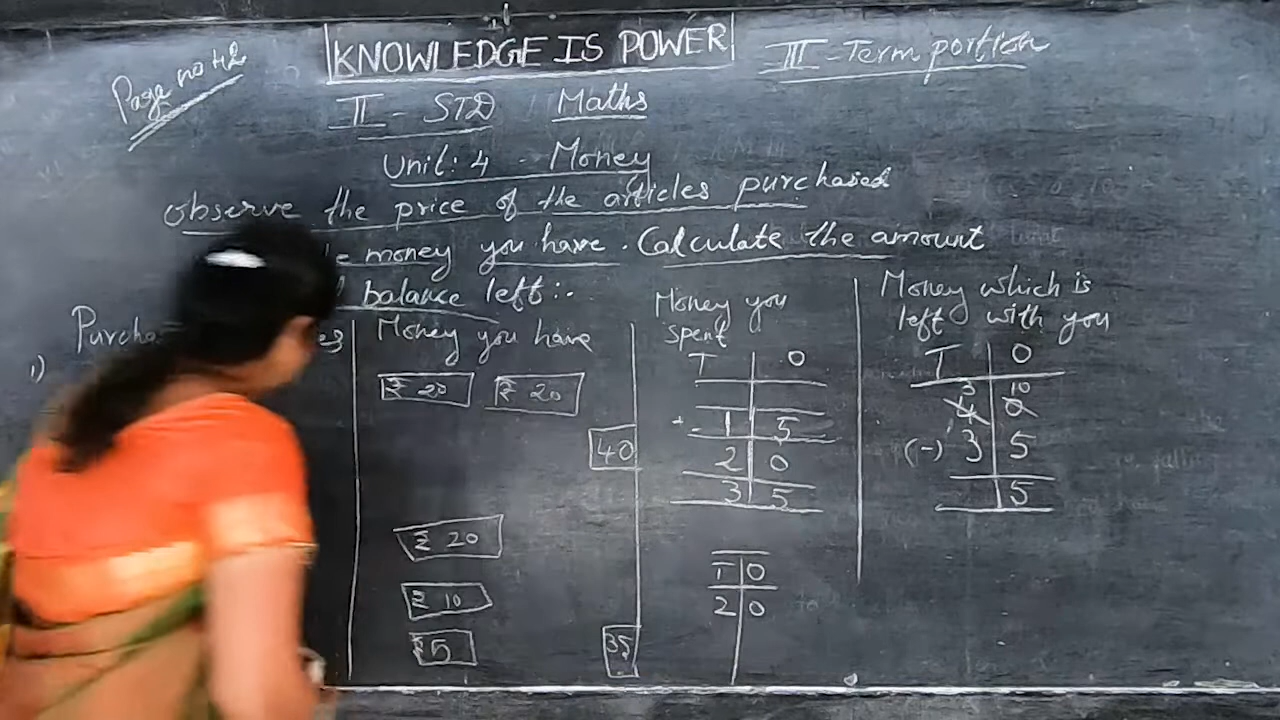 KNOWLEDGE IS POWER
III - Term portion
Page no 42
II - STD Maths
Unit: 4 - Money
Observe the price of the articles purchased
money you have. Calculate the amount
balance left:-
Money you have
Money you
spent
Money which is
left with you
1)
₹ 20 ₹ 20
40
T O
+ 1 5
2 0
3 5
T O
3 10
4 0
(-) 3 5
5
₹ 20
₹ 10
₹ 5
35
T O
2 0